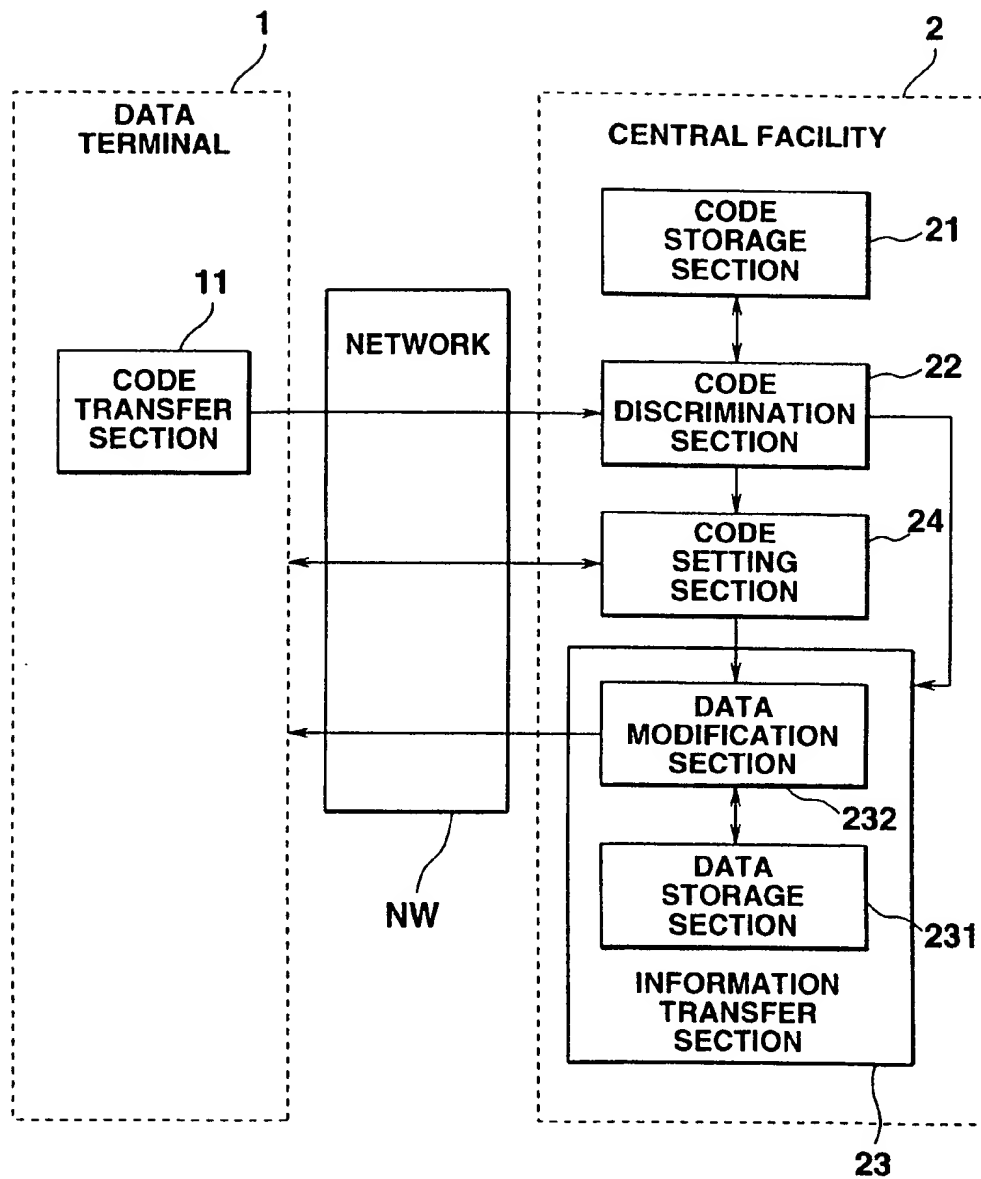 1
2
DATA
TERMINAL
CENTRAL FACILITY
CODE
STORAGE
SECTION
21
11
NETWORK
CODE
TRANSFER
SECTION
CODE
DISCRIMINATION
SECTION
22
CODE
SETTING
SECTION
24
DATA
MODIFICATION
SECTION
232
DATA
STORAGE
SECTION
231
NW
INFORMATION
TRANSFER
SECTION
23